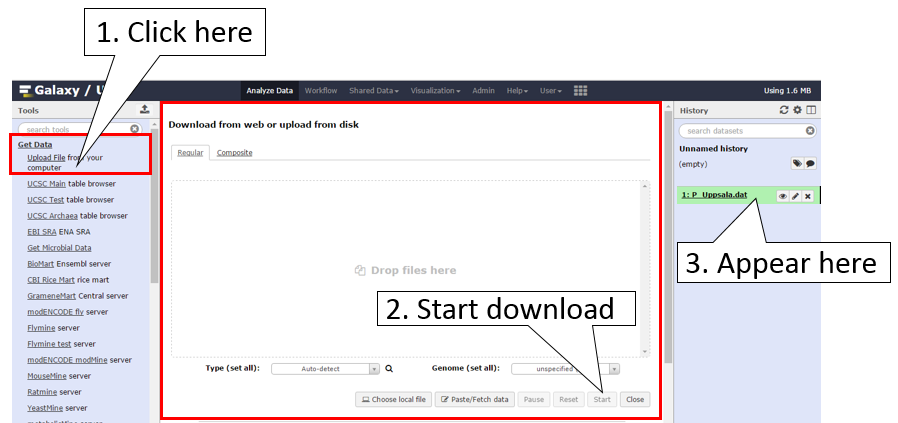 1. Click here
Galaxy / U
Analyze Data
Workflow
Shared Data
Visualization
Admin
Help
User
Using 1.6 MB
Tools
search tools
Get Data
Upload File from your
computer
UCSC Main table browser
UCSC Test table browser
UCSC Archaea table browser
EBI SRA ENA SRA
Get Microbial Data
BioMart Ensembl server
CBI Rice Mart rice mart
GrameneMart Central server
modENCODE fly server
Flymine server
Flymine test server
modENCODE modMine server
MouseMine server
Ratmine server
YeastMine server
Download from web or upload from disk
Regular
Composite
Drop files here
2. Start download
Type (set all):
Auto-detect
Genome (set all):
unspecified
Choose local file
Paste/Fetch data
Pause
Reset
Start
Close
History
search datasets
Unnamed history
(empty)
1: P_Uppsala.dat
3. Appear here